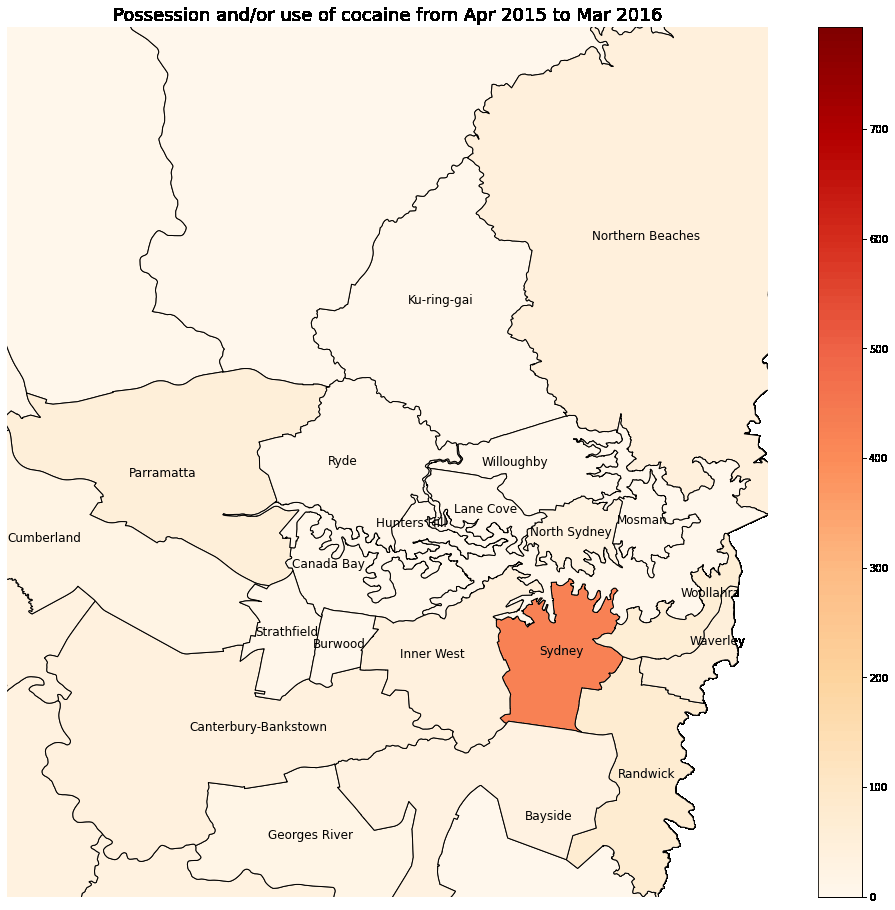 Possession and/or use of cocaine from Apr 2015 to Mar 2016
700
Northern Beaches
600
Ku-ring-gai
500
Ryde
Willoughby
400
Parramatta
Lane Cove
Mosman
Hunters Hill
North Sydney
Cumberland
Canada Bay
300
Woollahra
Strathfield
Waverley
Burwood
Sydney
Inner West
200
Canterbury-Bankstown
Randwick
100
Bayside
Georges River
0